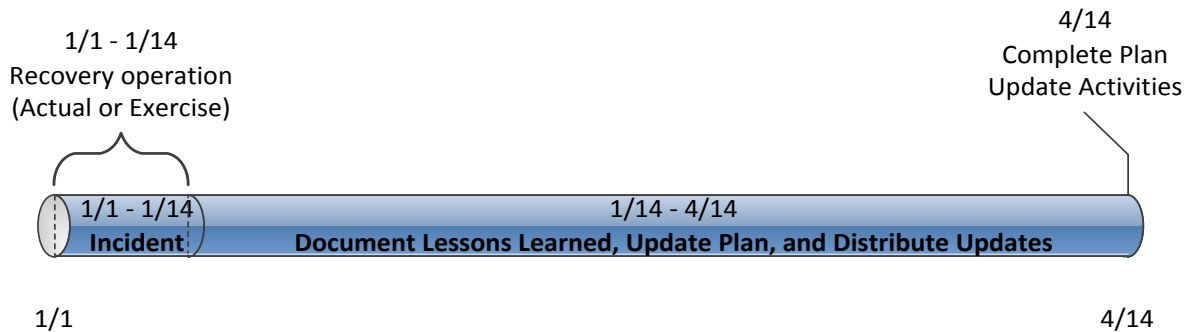 1/1 - 1/14
Recovery operation
(Actual or Exercise)
4/14
Complete Plan
Update Activities
1/1 - 1/14
Incident
1/14 - 4/14
Document Lessons Learned, Update Plan, and Distribute Updates
1/1
4/14